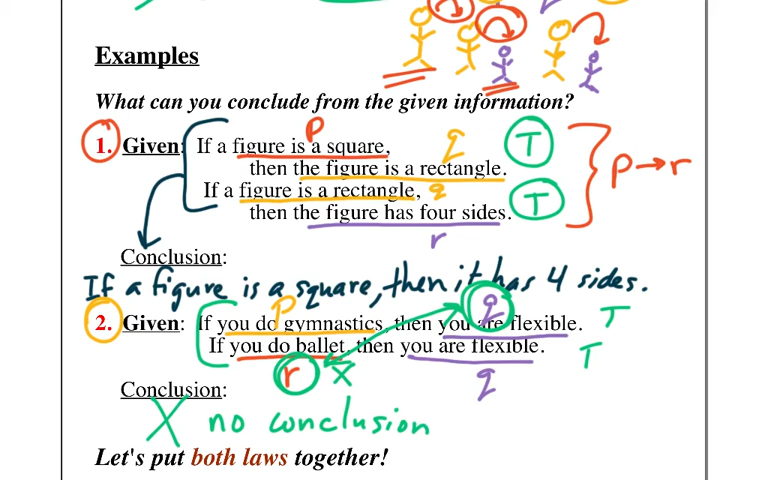 Examples
What can you conclude from the given information?
p
1. Given: If a figure is a square, q T
then the figure is a rectangle. p→r
If a figure is a rectangle, q T
then the figure has four sides.
r
Conclusion:
If a figure is a square, then it has 4 sides.
p q
2. Given: If you do gymnastics, then you are flexible. T
If you do ballet, then you are flexible. T
r x q
Conclusion:
X no conclusion
Let's put both laws together!